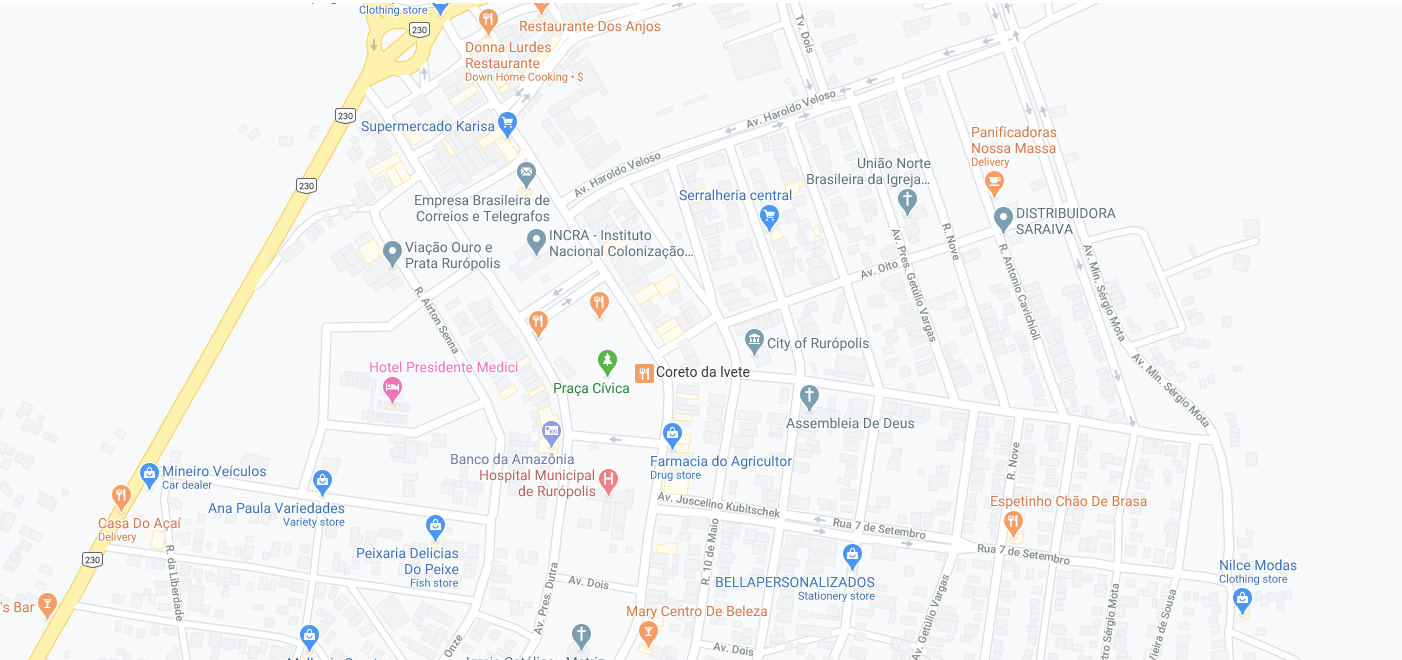 Clothing store
230
Restaurante Dos Anjos
Donna Lurdes
Restaurante
Down Home Cooking • $
Tv. Dois
230
Supermercado Karisa
Av. Haroldo Veloso
Av. Haroldo Veloso
Panificadoras
Nossa Massa
Delivery
União Norte
Brasileira da Igreja...
230
Serralheria central
Empresa Brasileira de
Correios e Telegrafos
DISTRIBUIDORA
SARAIVA
INCRA - Instituto
Nacional Colonização...
Viação Ouro e
Prata Rurópolis
R. Nove
Av. Oito
Av. Pres. Getúlio Vargas
R. Antonio Cavichioli
Av. Min. Sérgio Mota
R. Airton Senna
City of Rurópolis
Hotel Presidente Medici
Coreto da Ivete
Praça Cívica
Av. Min. Sérgio Mota
Assembleia De Deus
Banco da Amazônia
Farmacia do Agricultor
Drug store
R. Nove
Mineiro Veículos
Car dealer
Hospital Municipal
de Rurópolis
Ana Paula Variedades
Variety store
Av. Juscelino Kubitschek
Espetinho Chão De Brasa
Casa Do Açaí
Delivery
Rua 7 de Setembro
Rua 7 de Setembro
230
Peixaria Delicias
Do Peixe
Fish store
R. da Liberdade
R. 10 de Maio
BELLAPERSONALIZADOS
Stationery store
Nilce Modas
Clothing store
Av. Dois
Av. Pres. Dutra
's Bar
Mary Centro De Beleza
Av. Getúlio Vargas
tro Sérgio Mota
Vieira de Sousa
Onze
Av. Dois